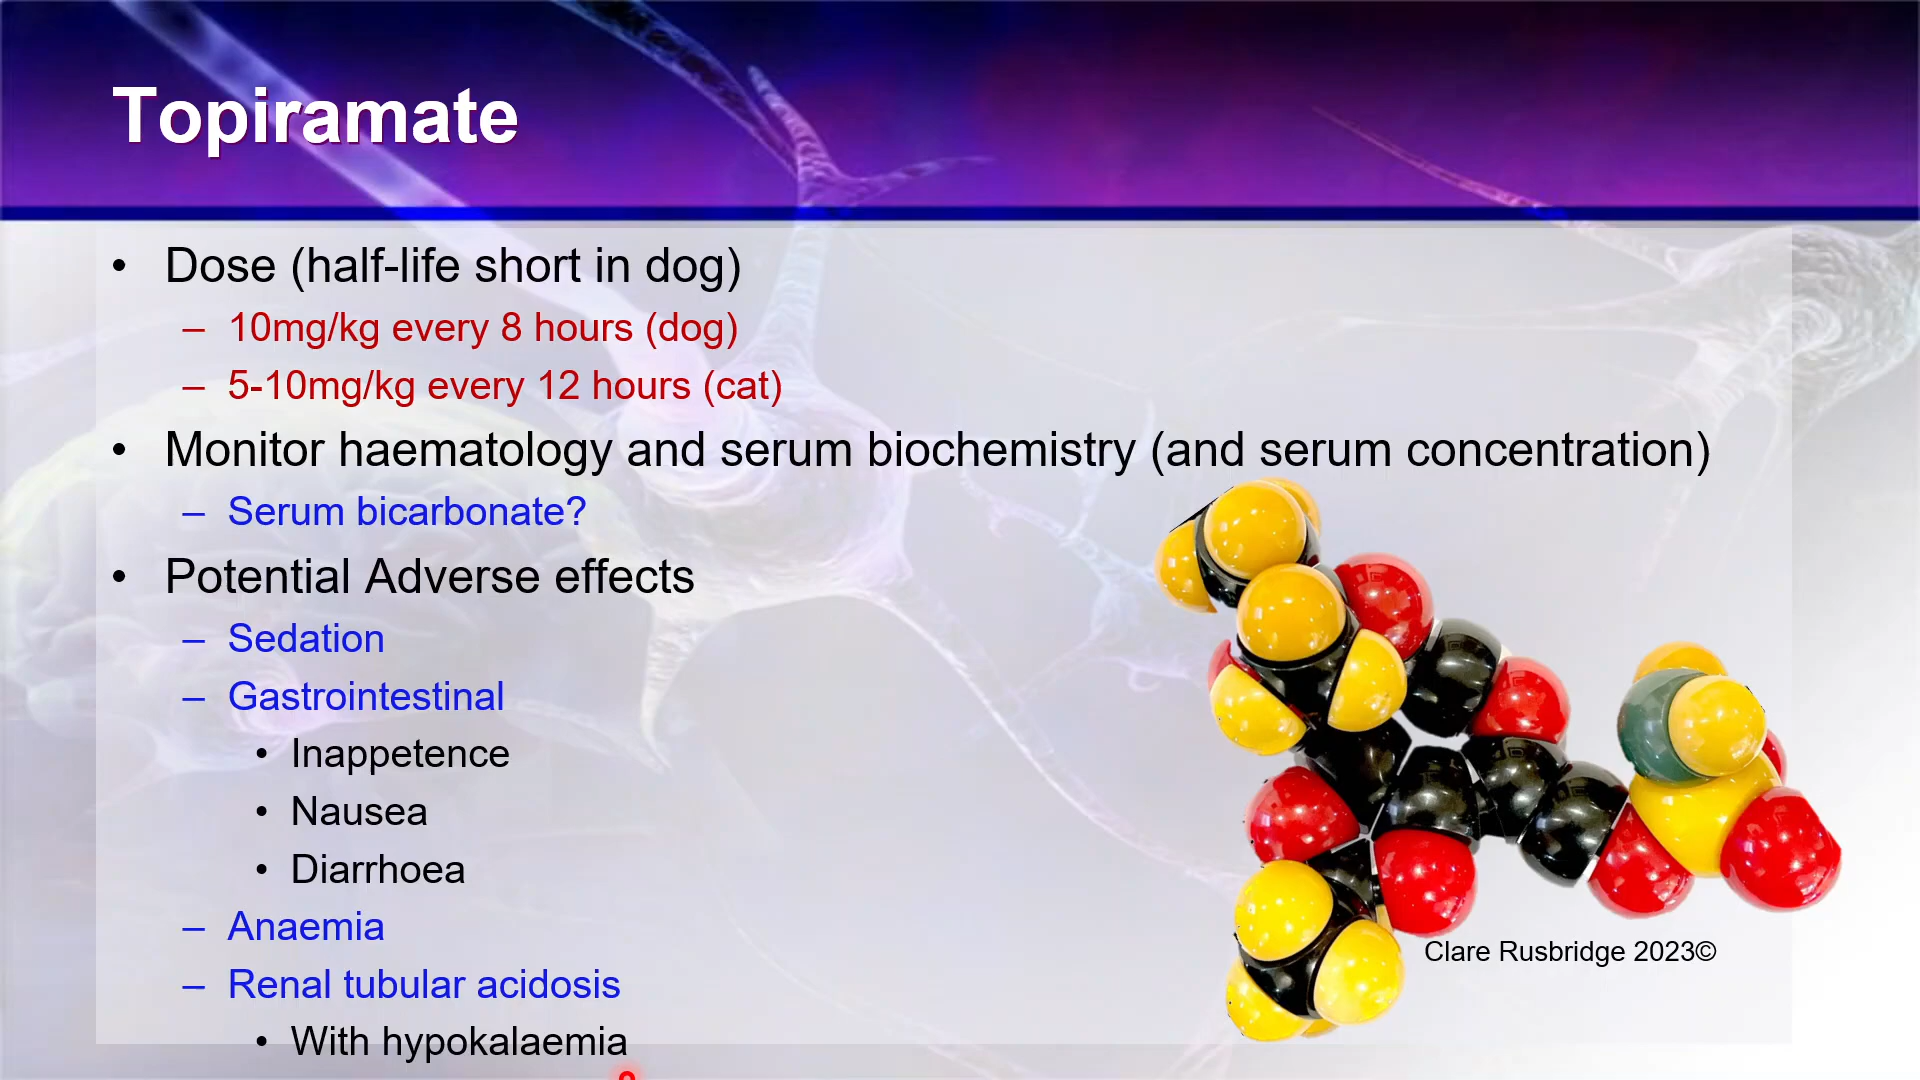 Topiramate
• Dose (half-life short in dog)
– 10mg/kg every 8 hours (dog)
– 5-10mg/kg every 12 hours (cat)
• Monitor haematology and serum biochemistry (and serum concentration)
– Serum bicarbonate?
• Potential Adverse effects
– Sedation
– Gastrointestinal
• Inappetence
• Nausea
• Diarrhoea
– Anaemia
– Renal tubular acidosis
• With hypokalaemia
Clare Rusbridge 2023©